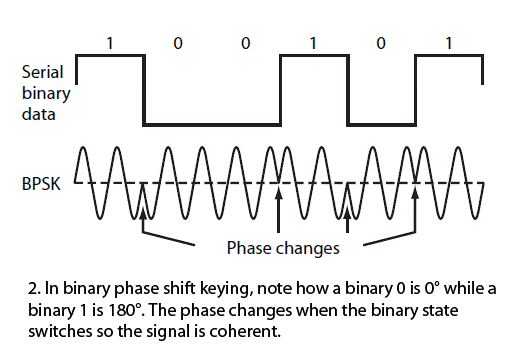 1 0 0 1 0 1
Serial
binary
data
BPSK
Phase changes
2. In binary phase shift keying, note how a binary 0 is 0° while a
binary 1 is 180°. The phase changes when the binary state
switches so the signal is coherent.